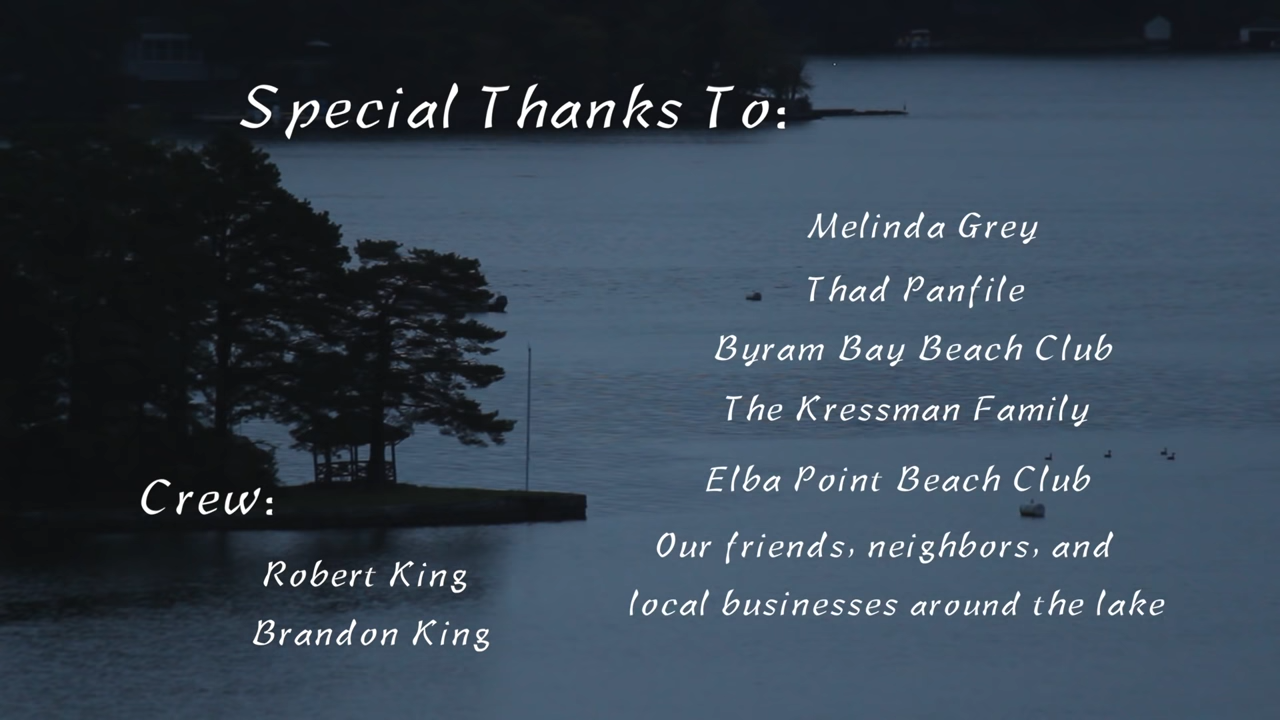 Special Thanks To:
Melinda Grey
Thad Panfile
Byram Bay Beach Club
The Kressman Family
Elba Point Beach Club
Our friends, neighbors, and
local businesses around the lake
Crew:
Robert King
Brandon King